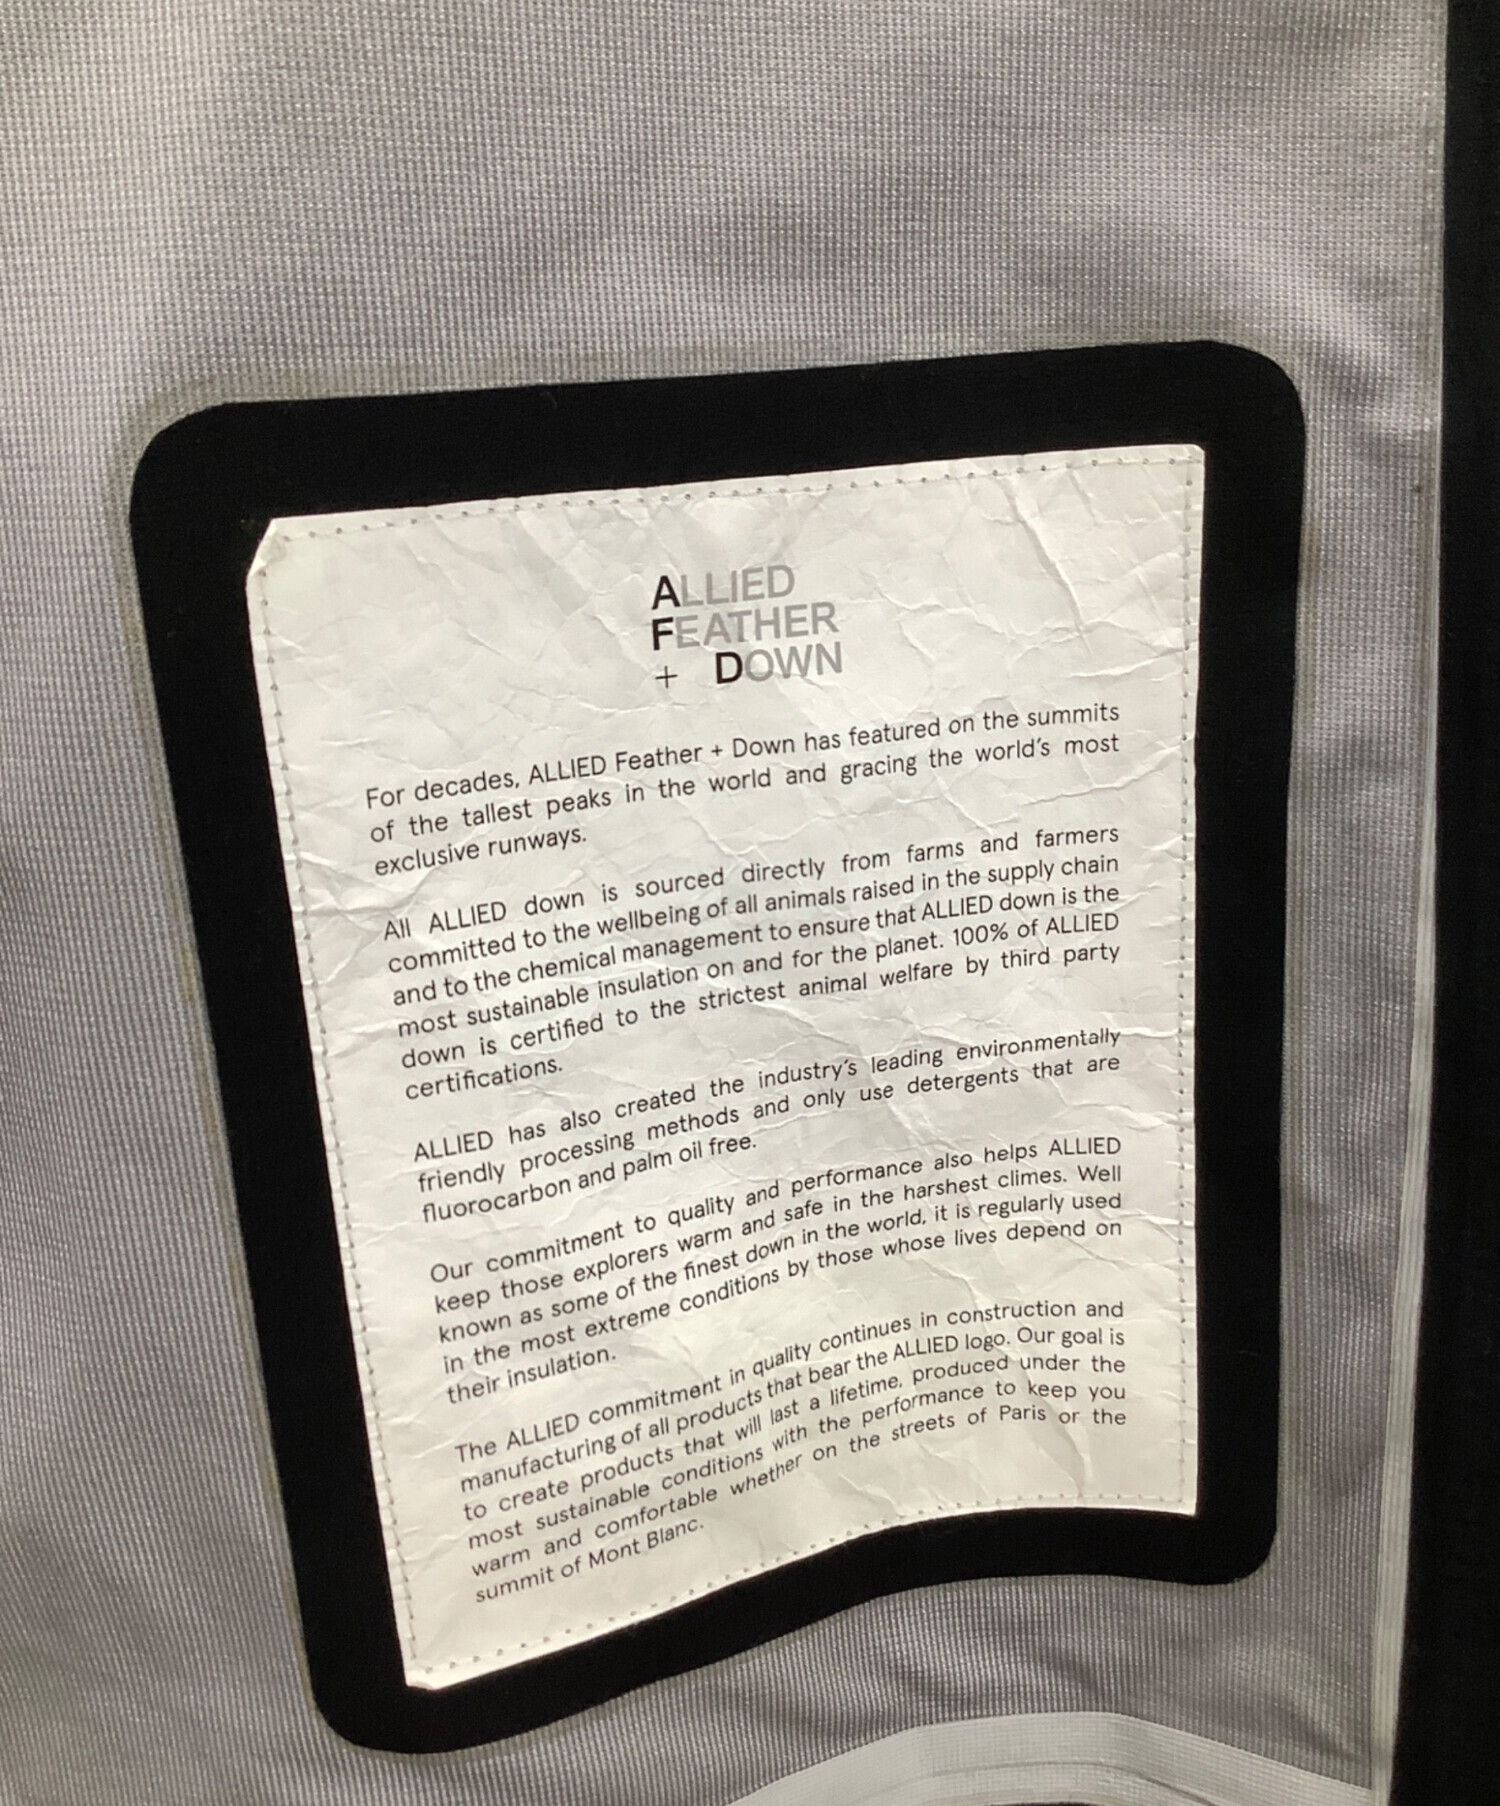 ALLIED
FEATHER
+ DOWN
For decades, ALLIED Feather + Down has featured on the summits
of the tallest peaks in the world and gracing the world's most
exclusive runways.
All ALLIED down is sourced directly from farms and farmers
committed to the wellbeing of all animals raised in the supply chain
and to the chemical management to ensure that ALLIED down is the
most sustainable insulation on and for the planet. 100% of ALLIED
down is certified to the strictest animal welfare by third party
certifications.
ALLIED has also created the industry's leading environmentally
friendly processing methods and only use detergents that are
fluorocarbon and palm oil free.
Our commitment to quality and performance also helps ALLIED
keep those explorers warm and safe in the harshest climes. Well
known as some of the finest down in the world, it is regularly used
in the most extreme conditions by those whose lives depend on
their insulation.
The ALLIED commitment in quality continues in construction and
manufacturing of all products that bear the ALLIED logo. Our goal is
to create products that will last a lifetime, produced under the
most sustainable conditions with the performance to keep you
warm and comfortable whether on the streets of Paris or the
summit of Mont Blanc.